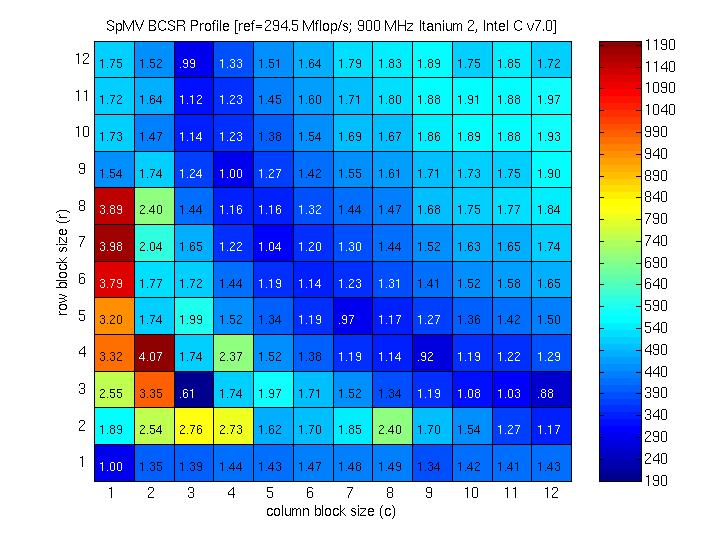 SpMV BCSR Profile [ref=294.5 Mflop/s; 900 MHz Itanium 2, Intel C v7.0]
12 1.75 1.52 .99 1.33 1.51 1.64 1.79 1.83 1.89 1.75 1.85 1.72
11 1.72 1.64 1.12 1.23 1.45 1.60 1.71 1.80 1.88 1.91 1.88 1.97
10 1.73 1.47 1.14 1.23 1.38 1.54 1.69 1.67 1.86 1.89 1.88 1.93
9 1.54 1.74 1.24 1.00 1.27 1.42 1.55 1.61 1.71 1.73 1.75 1.90
8 3.89 2.40 1.44 1.16 1.16 1.32 1.44 1.47 1.68 1.75 1.77 1.84
7 3.98 2.04 1.65 1.22 1.04 1.20 1.30 1.44 1.52 1.63 1.65 1.74
6 3.79 1.77 1.72 1.44 1.19 1.14 1.23 1.31 1.41 1.52 1.58 1.65
5 3.20 1.74 1.99 1.52 1.34 1.19 .97 1.17 1.27 1.36 1.42 1.50
4 3.32 4.07 1.74 2.37 1.52 1.38 1.19 1.14 .92 1.19 1.22 1.29
3 2.55 3.35 .61 1.74 1.97 1.71 1.52 1.34 1.19 1.08 1.03 .88
2 1.89 2.54 2.76 2.73 1.62 1.70 1.85 2.40 1.70 1.54 1.27 1.17
1 1.00 1.35 1.39 1.44 1.43 1.47 1.48 1.49 1.34 1.42 1.41 1.43
1 2 3 4 5 6 7 8 9 10 11 12
column block size (c)
row block size (r)
1190
1140
1090
1040
990
940
890
840
790
740
690
640
590
540
490
440
390
340
290
240
190